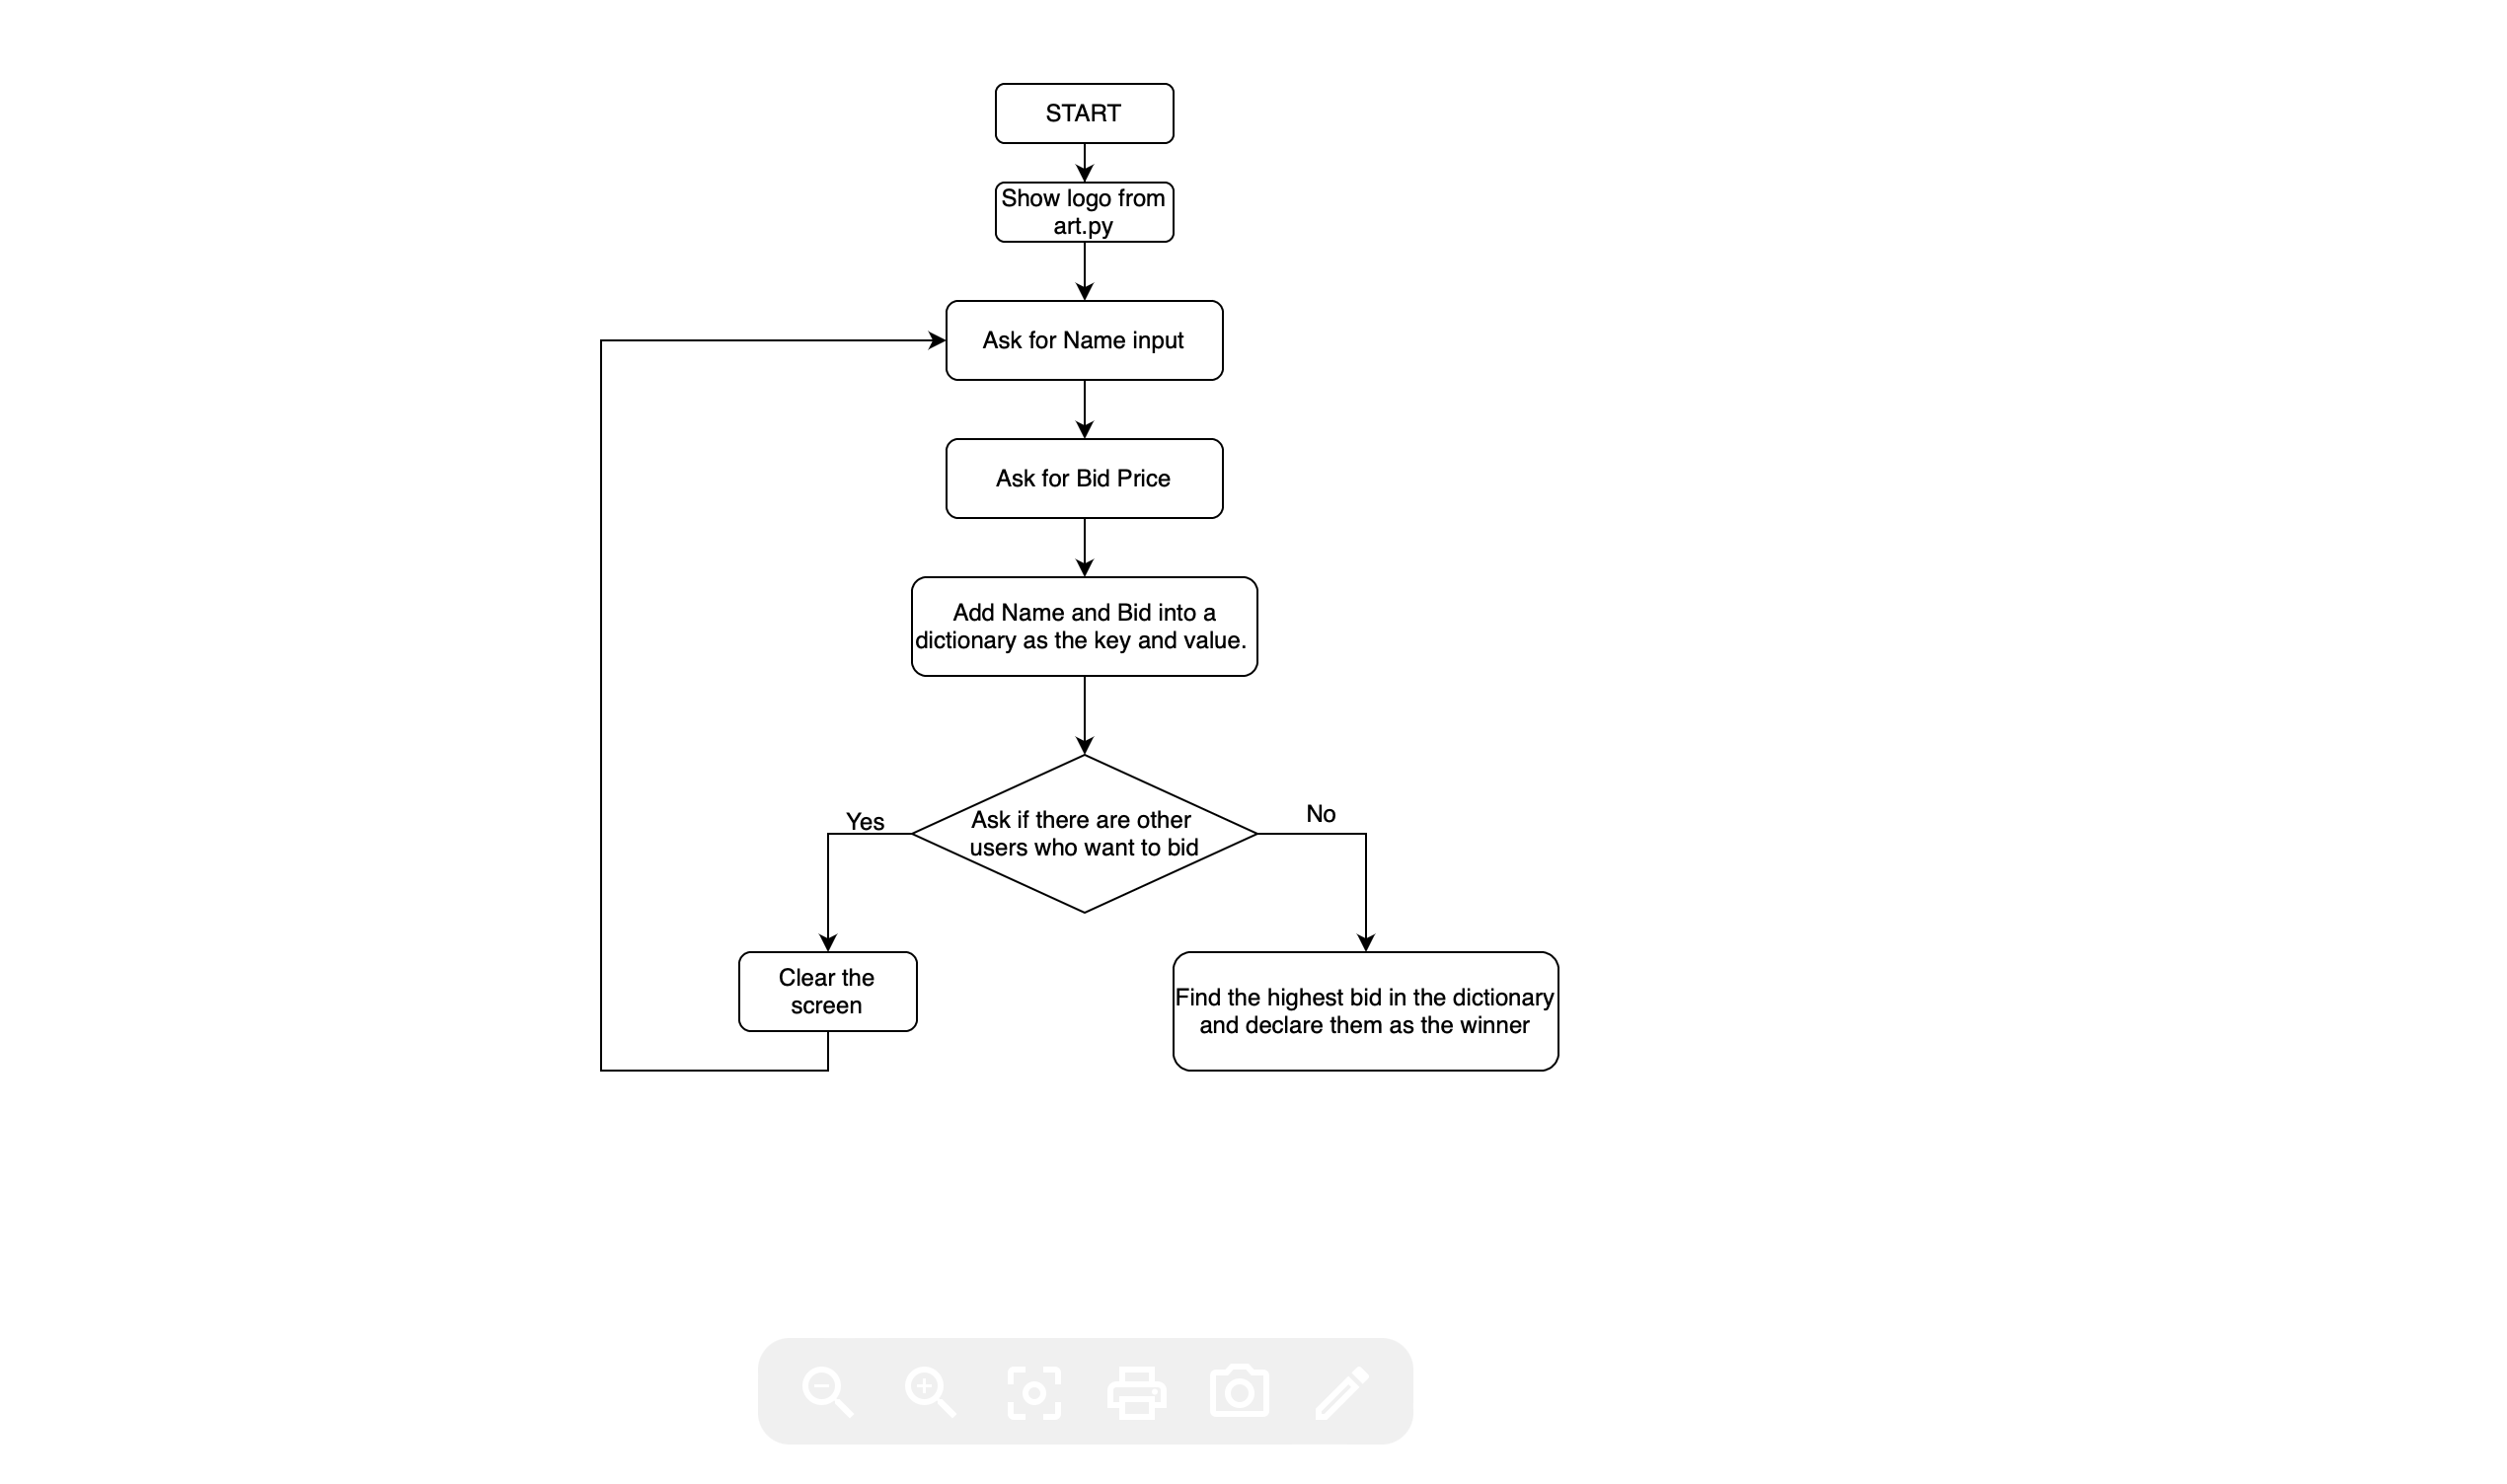 START
Show logo from
art.py
Ask for Name input
Ask for Bid Price
Add Name and Bid into a
dictionary as the key and value.
Ask if there are other
users who want to bid
Yes
No
Clear the
screen
Find the highest bid in the dictionary
and declare them as the winner